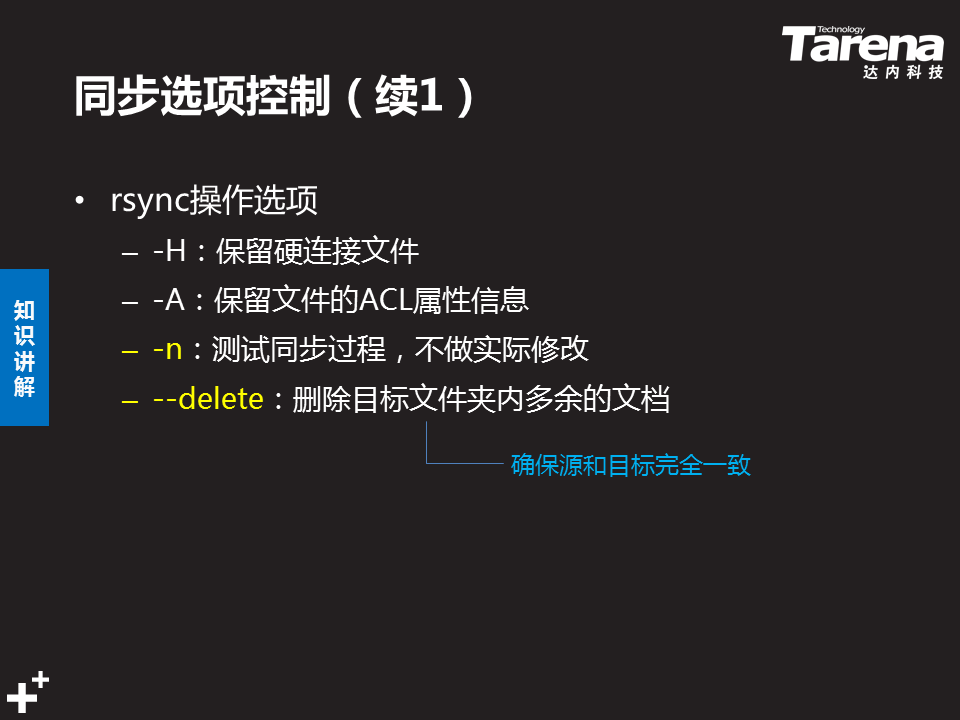 Technology
Tarena
达内科技
同步选项控制（续1）
• rsync操作选项
– -H：保留硬连接文件
– -A：保留文件的ACL属性信息
– -n：测试同步过程，不做实际修改
– --delete：删除目标文件夹内多余的文档
确保源和目标完全一致
知识讲解